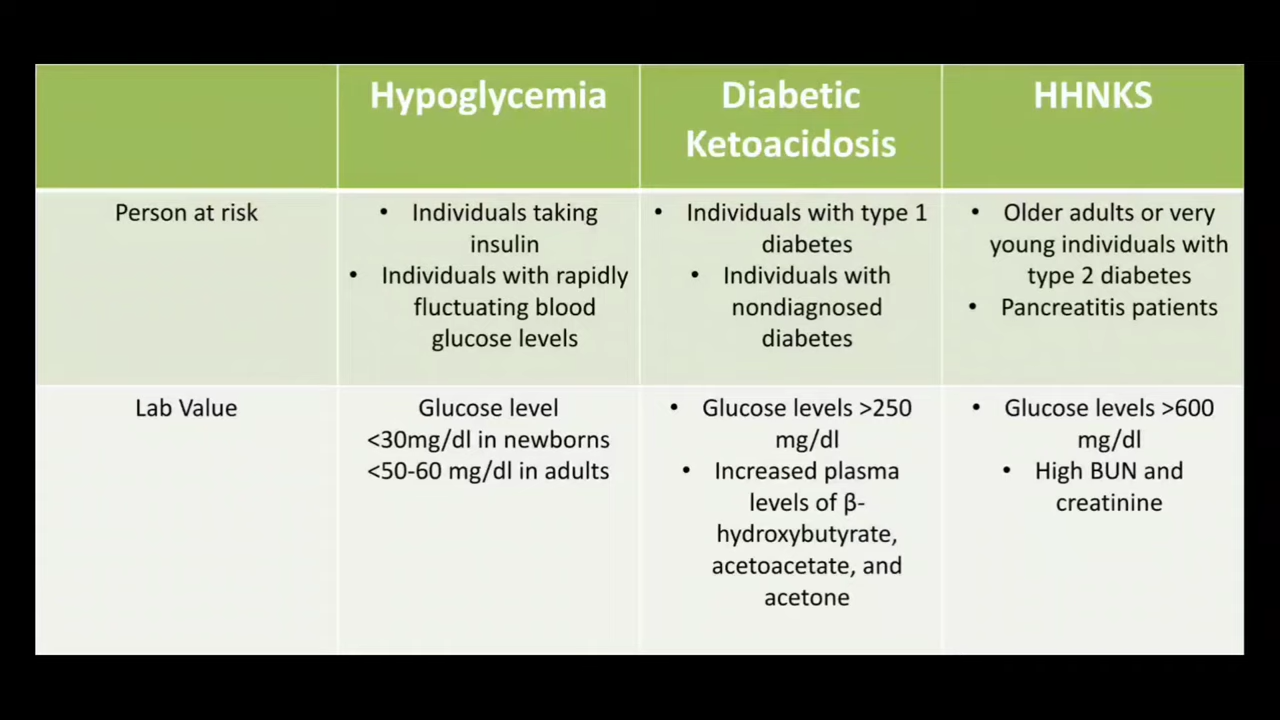 Hypoglycemia
Diabetic
Ketoacidosis
HHNKS
Person at risk
• Individuals taking
insulin
• Individuals with rapidly
fluctuating blood
glucose levels
• Individuals with type 1
diabetes
• Individuals with
nondiagnosed
diabetes
• Older adults or very
young individuals with
type 2 diabetes
• Pancreatitis patients
Lab Value
Glucose level
<30mg/dl in newborns
<50-60 mg/dl in adults
• Glucose levels >250
mg/dl
• Increased plasma
levels of β-
hydroxybutyrate,
acetoacetate, and
acetone
• Glucose levels >600
mg/dl
• High BUN and
creatinine